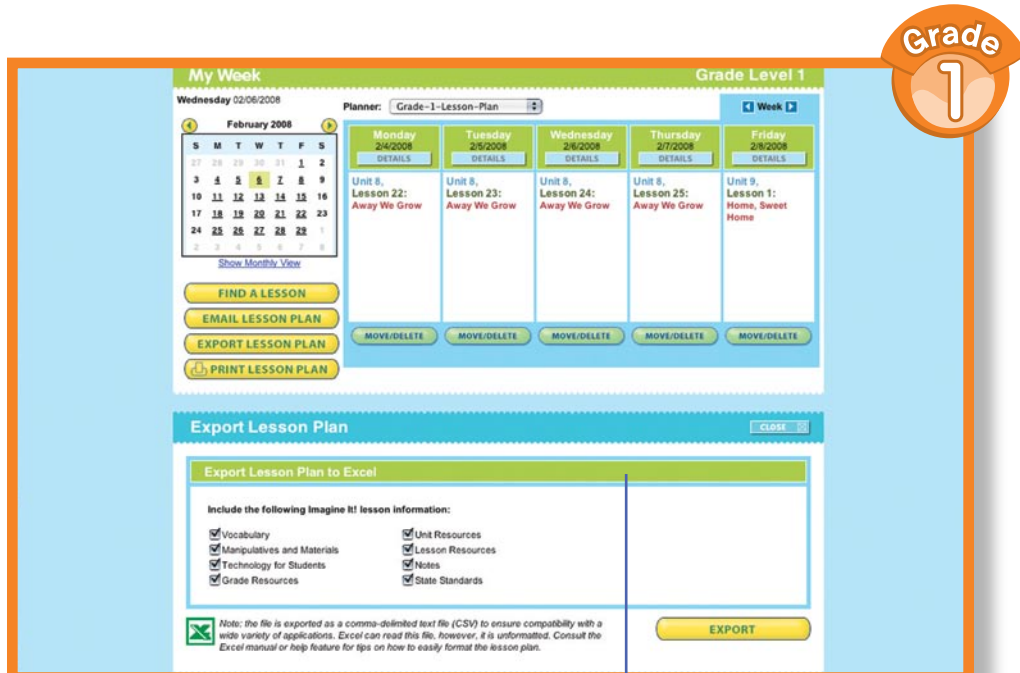 Grade
1
My Week
Grade Level 1
Wednesday 02/06/2008
Planner: Grade-1-Lesson-Plan
Week
February 2008
S M T W T F S
27 28 29 30 31 1 2
3 4 5 6 7 8 9
10 11 12 13 14 15 16
17 18 19 20 21 22 23
24 25 26 27 28 29 1
2 3 4 5 6 7 8
Show Monthly View
FIND A LESSON
EMAIL LESSON PLAN
EXPORT LESSON PLAN
PRINT LESSON PLAN
Monday
2/4/2008
DETAILS
Unit 8,
Lesson 22:
Away We Grow
MOVE/DELETE
Tuesday
2/5/2008
DETAILS
Unit 8,
Lesson 23:
Away We Grow
MOVE/DELETE
Wednesday
2/6/2008
DETAILS
Unit 8,
Lesson 24:
Away We Grow
MOVE/DELETE
Thursday
2/7/2008
DETAILS
Unit 8,
Lesson 25:
Away We Grow
MOVE/DELETE
Friday
2/8/2008
DETAILS
Unit 9,
Lesson 1:
Home, Sweet
Home
MOVE/DELETE
Export Lesson Plan
CLOSE
Export Lesson Plan to Excel
Include the following Imagine It! lesson information:
Vocabulary
Manipulatives and Materials
Technology for Students
Grade Resources
Unit Resources
Lesson Resources
Notes
State Standards
Note: the file is exported as a comma-delimited text file (CSV) to ensure compatibility with a
wide variety of applications. Excel can read this file, however, it is unformatted. Consult the
Excel manual or help feature for tips on how to easily format the lesson plan.
EXPORT